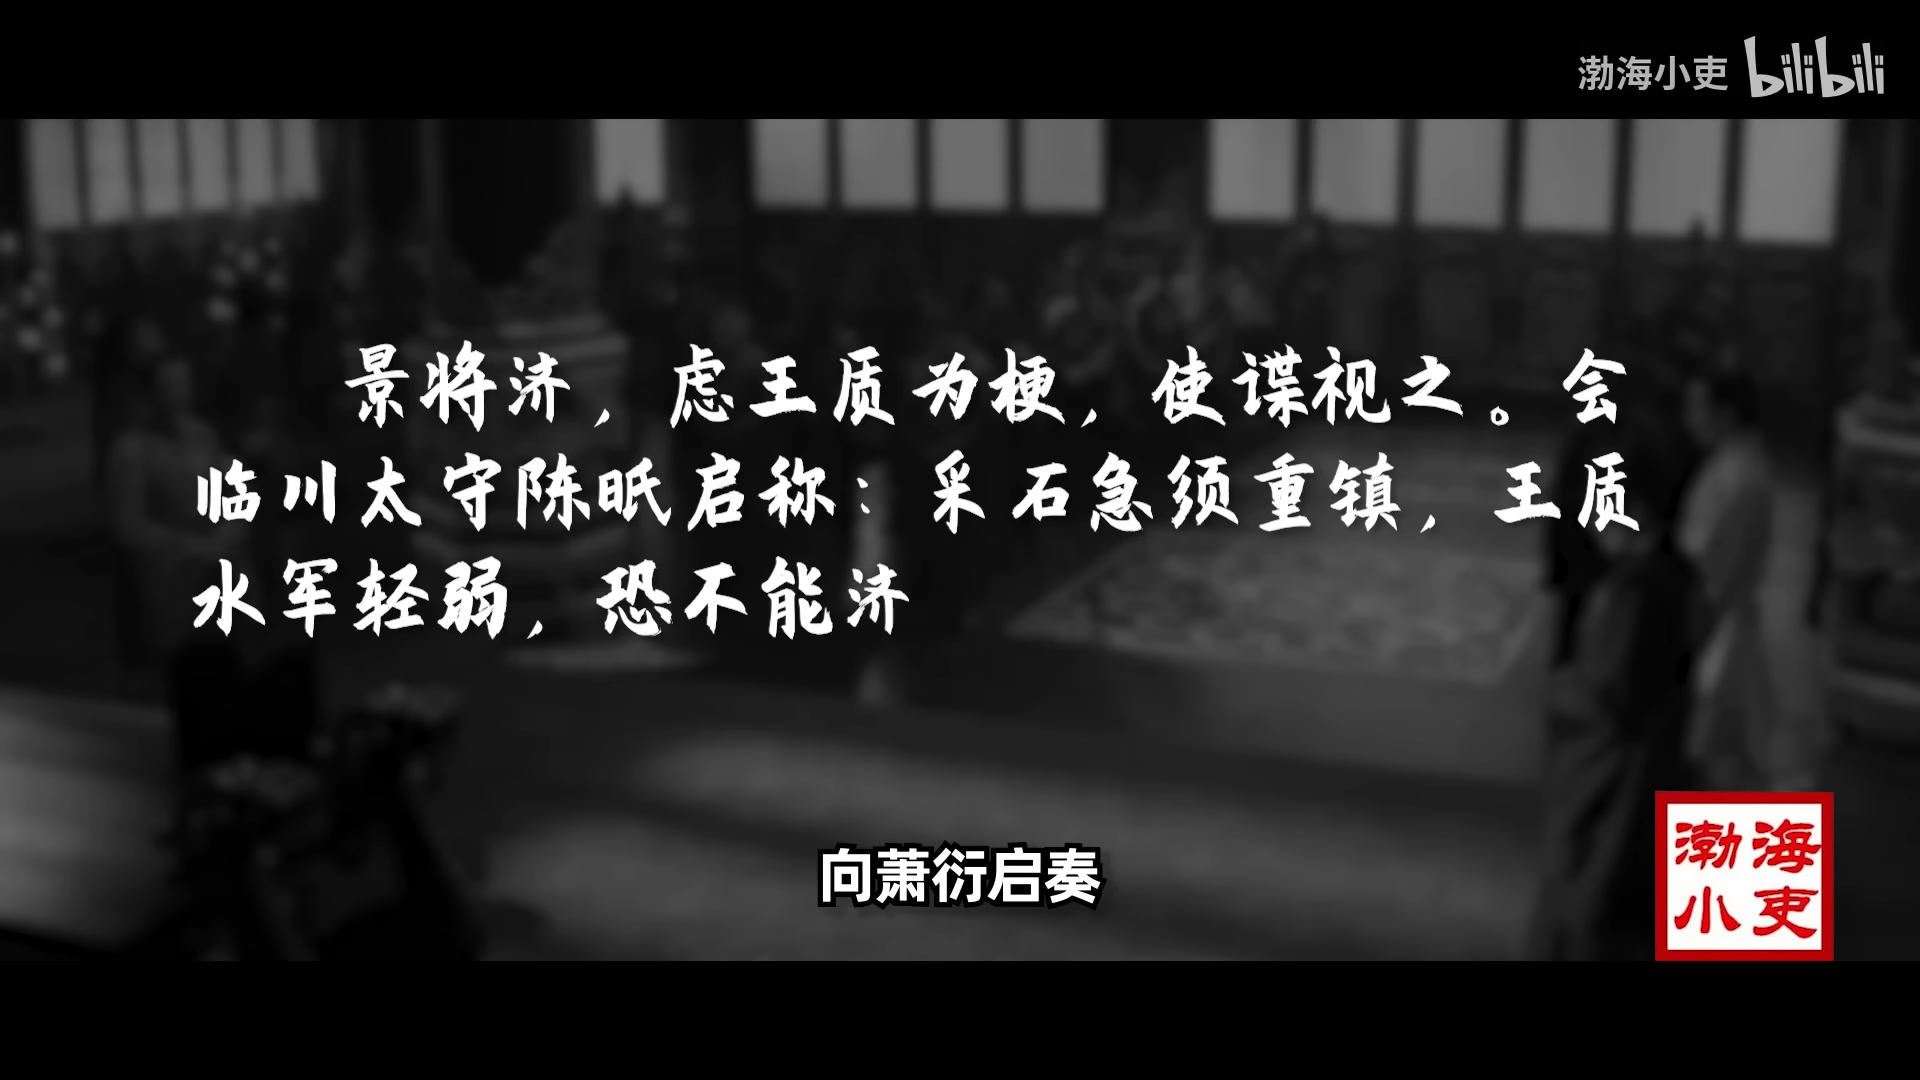 渤海小吏 bilibili
景将济，虑王质为梗，使谍视之。会
临川太守陈昕启称：采石急须重镇，王质
水军轻弱，恐不能济
向萧衍启奏
渤海
小吏